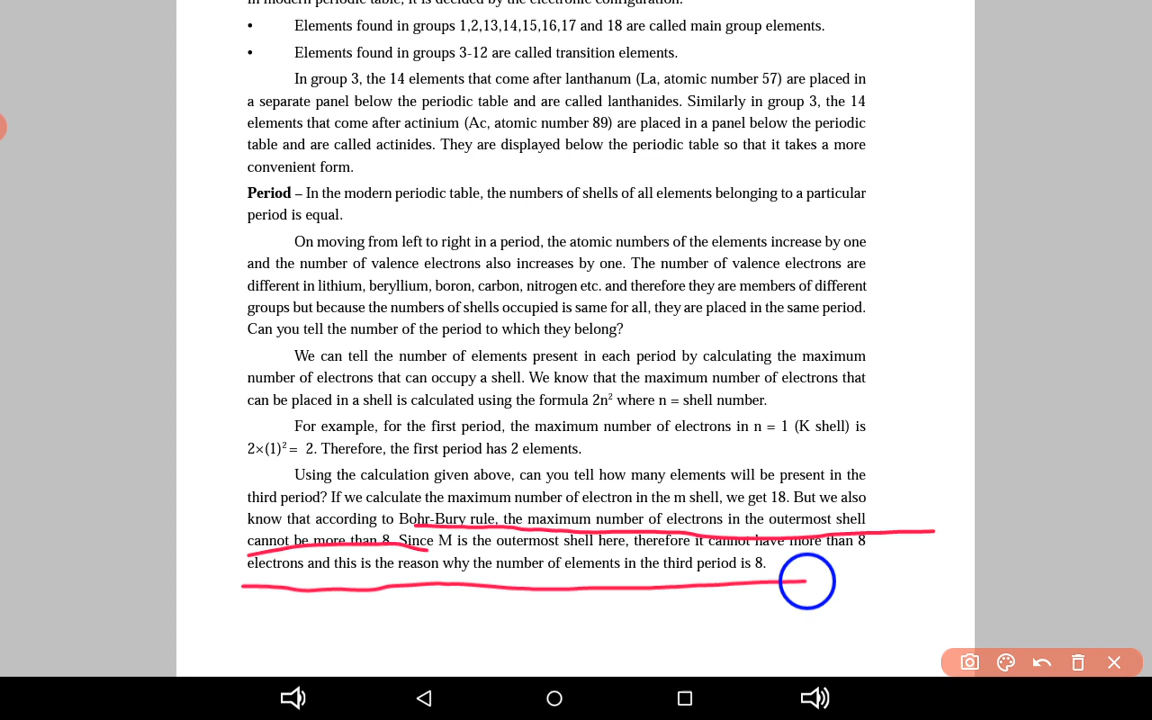 • Elements found in groups 1,2,13,14,15,16,17 and 18 are called main group elements.
• Elements found in groups 3-12 are called transition elements.
In group 3, the 14 elements that come after lanthanum (La, atomic number 57) are placed in
a separate panel below the periodic table and are called lanthanides. Similarly in group 3, the 14
elements that come after actinium (Ac, atomic number 89) are placed in a panel below the periodic
table and are called actinides. They are displayed below the periodic table so that it takes a more
convenient form.
Period – In the modern periodic table, the numbers of shells of all elements belonging to a particular
period is equal.
On moving from left to right in a period, the atomic numbers of the elements increase by one
and the number of valence electrons also increases by one. The number of valence electrons are
different in lithium, beryllium, boron, carbon, nitrogen etc. and therefore they are members of different
groups but because the numbers of shells occupied is same for all, they are placed in the same period.
Can you tell the number of the period to which they belong?
We can tell the number of elements present in each period by calculating the maximum
number of electrons that can occupy a shell. We know that the maximum number of electrons that
can be placed in a shell is calculated using the formula 2n² where n = shell number.
For example, for the first period, the maximum number of electrons in n = 1 (K shell) is
2×(1)² = 2. Therefore, the first period has 2 elements.
Using the calculation given above, can you tell how many elements will be present in the
third period? If we calculate the maximum number of electron in the m shell, we get 18. But we also
know that according to Bohr-Bury rule, the maximum number of electrons in the outermost shell
cannot be more than 8. Since M is the outermost shell here, therefore it cannot have more than 8
electrons and this is the reason why the number of elements in the third period is 8.